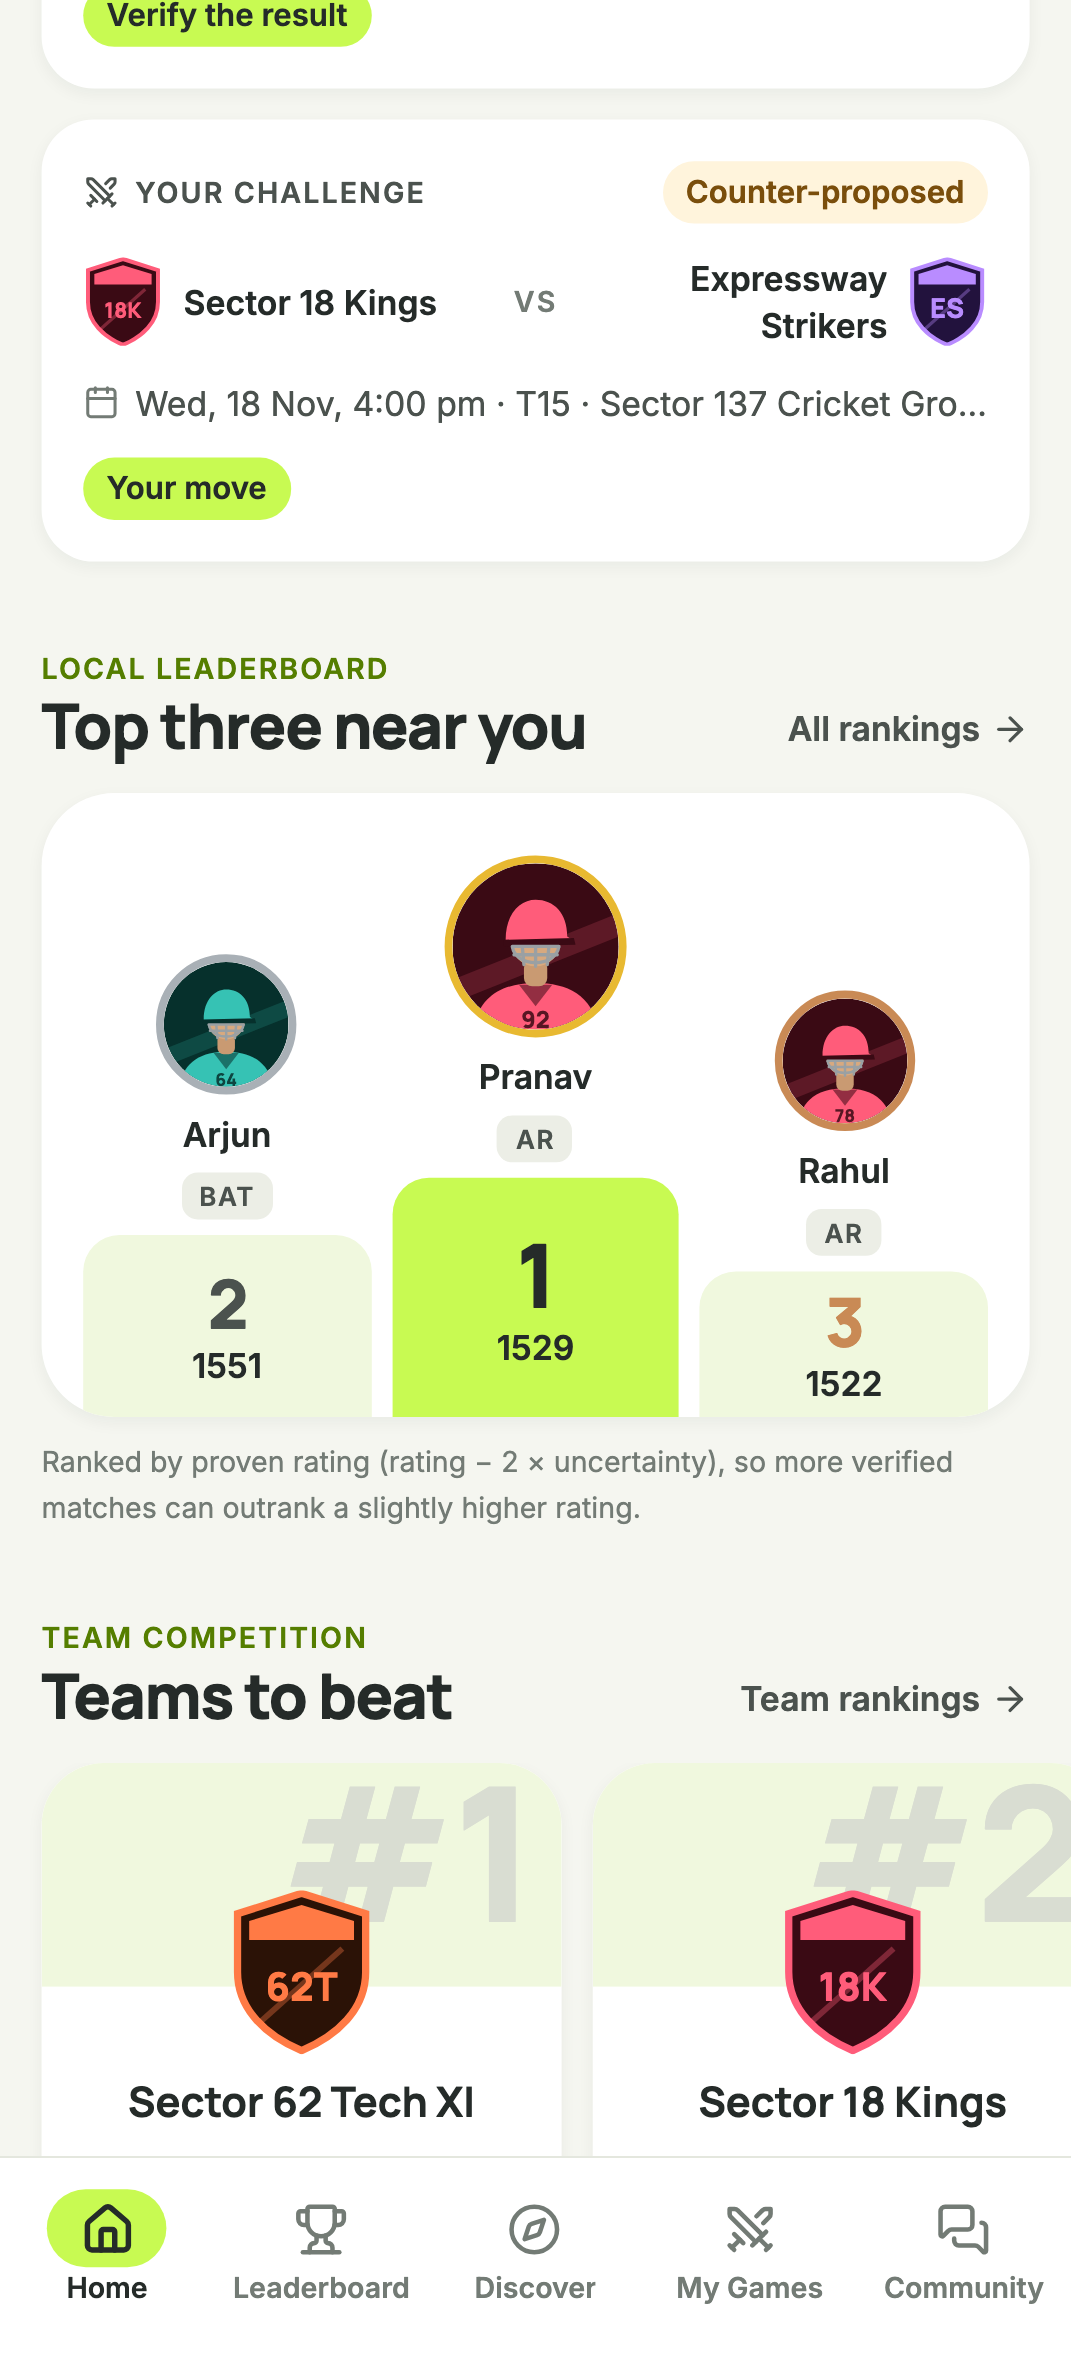 Verify the result
YOUR CHALLENGE
Counter-proposed
18K
Sector 18 Kings
VS
Expressway
Strikers
ES
Wed, 18 Nov, 4:00 pm · T15 · Sector 137 Cricket Gro...
Your move
LOCAL LEADERBOARD
Top three near you
All rankings →
92
64
78
Pranav
Arjun
Rahul
AR
BAT
AR
1
1529
2
1551
3
1522
Ranked by proven rating (rating – 2 × uncertainty), so more verified
matches can outrank a slightly higher rating.
TEAM COMPETITION
Teams to beat
Team rankings →
#1
62T
Sector 62 Tech XI
#2
18K
Sector 18 Kings
Home
Leaderboard
Discover
My Games
Community